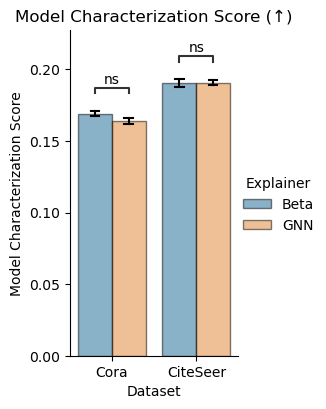 Model Characterization Score (↑)
ns
ns
0.20
0.15
0.10
0.05
0.00
Model Characterization Score
Cora
CiteSeer
Dataset
Explainer
Beta
GNN